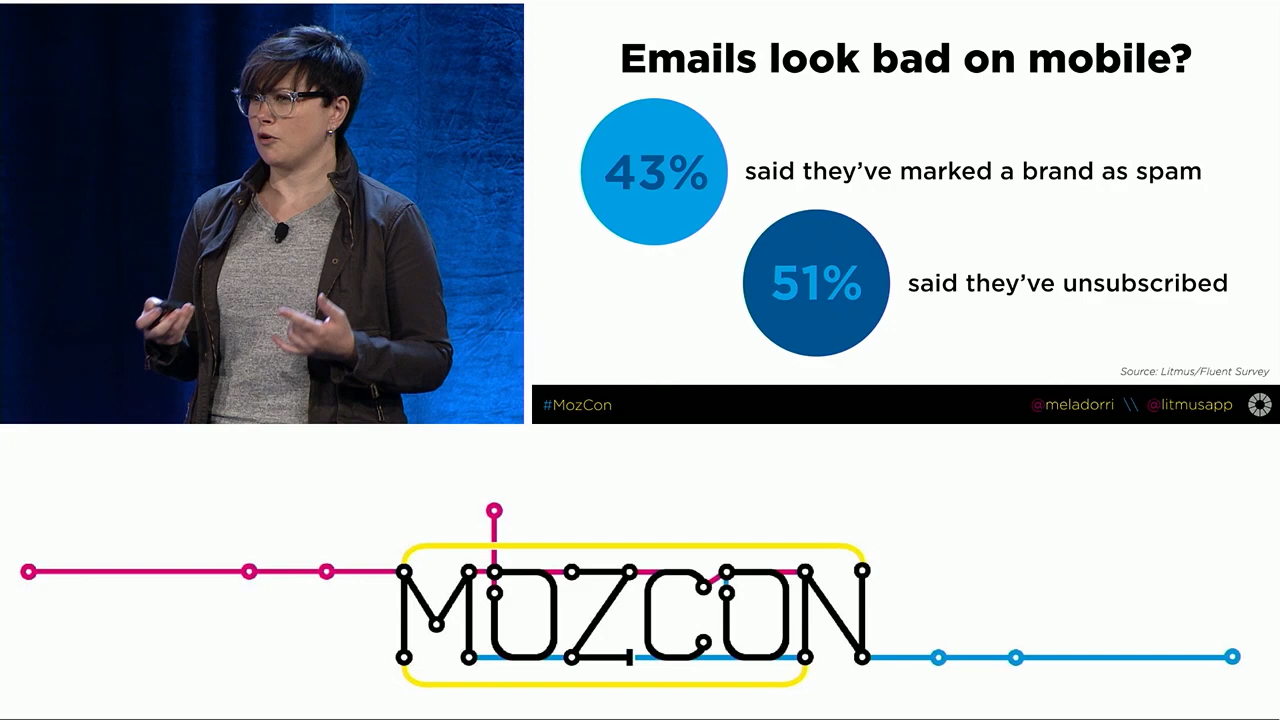 Emails look bad on mobile?
43%
said they’ve marked a brand as spam
51%
said they’ve unsubscribed
Source: Litmus/Fluent Survey
#MozCon
@meladorri \\ @litmusapp
MOZCON